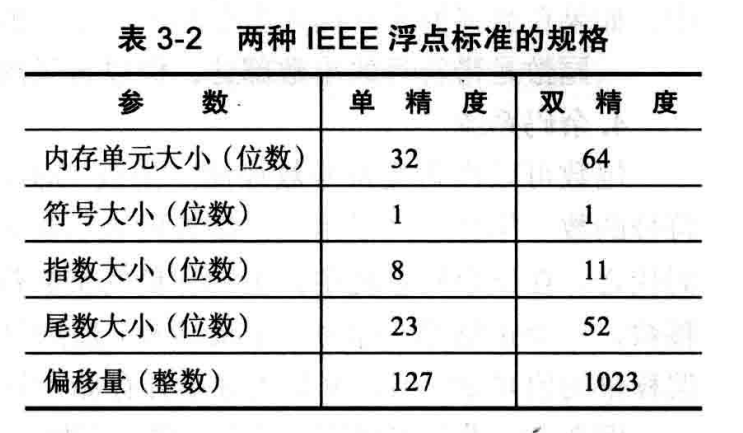 表 3-2 两种 IEEE 浮点标准的规格
参 数 单 精 度 双 精 度
内存单元大小（位数） 32 64
符号大小（位数） 1 1
指数大小（位数） 8 11
尾数大小（位数） 23 52
偏移量（整数） 127 1023